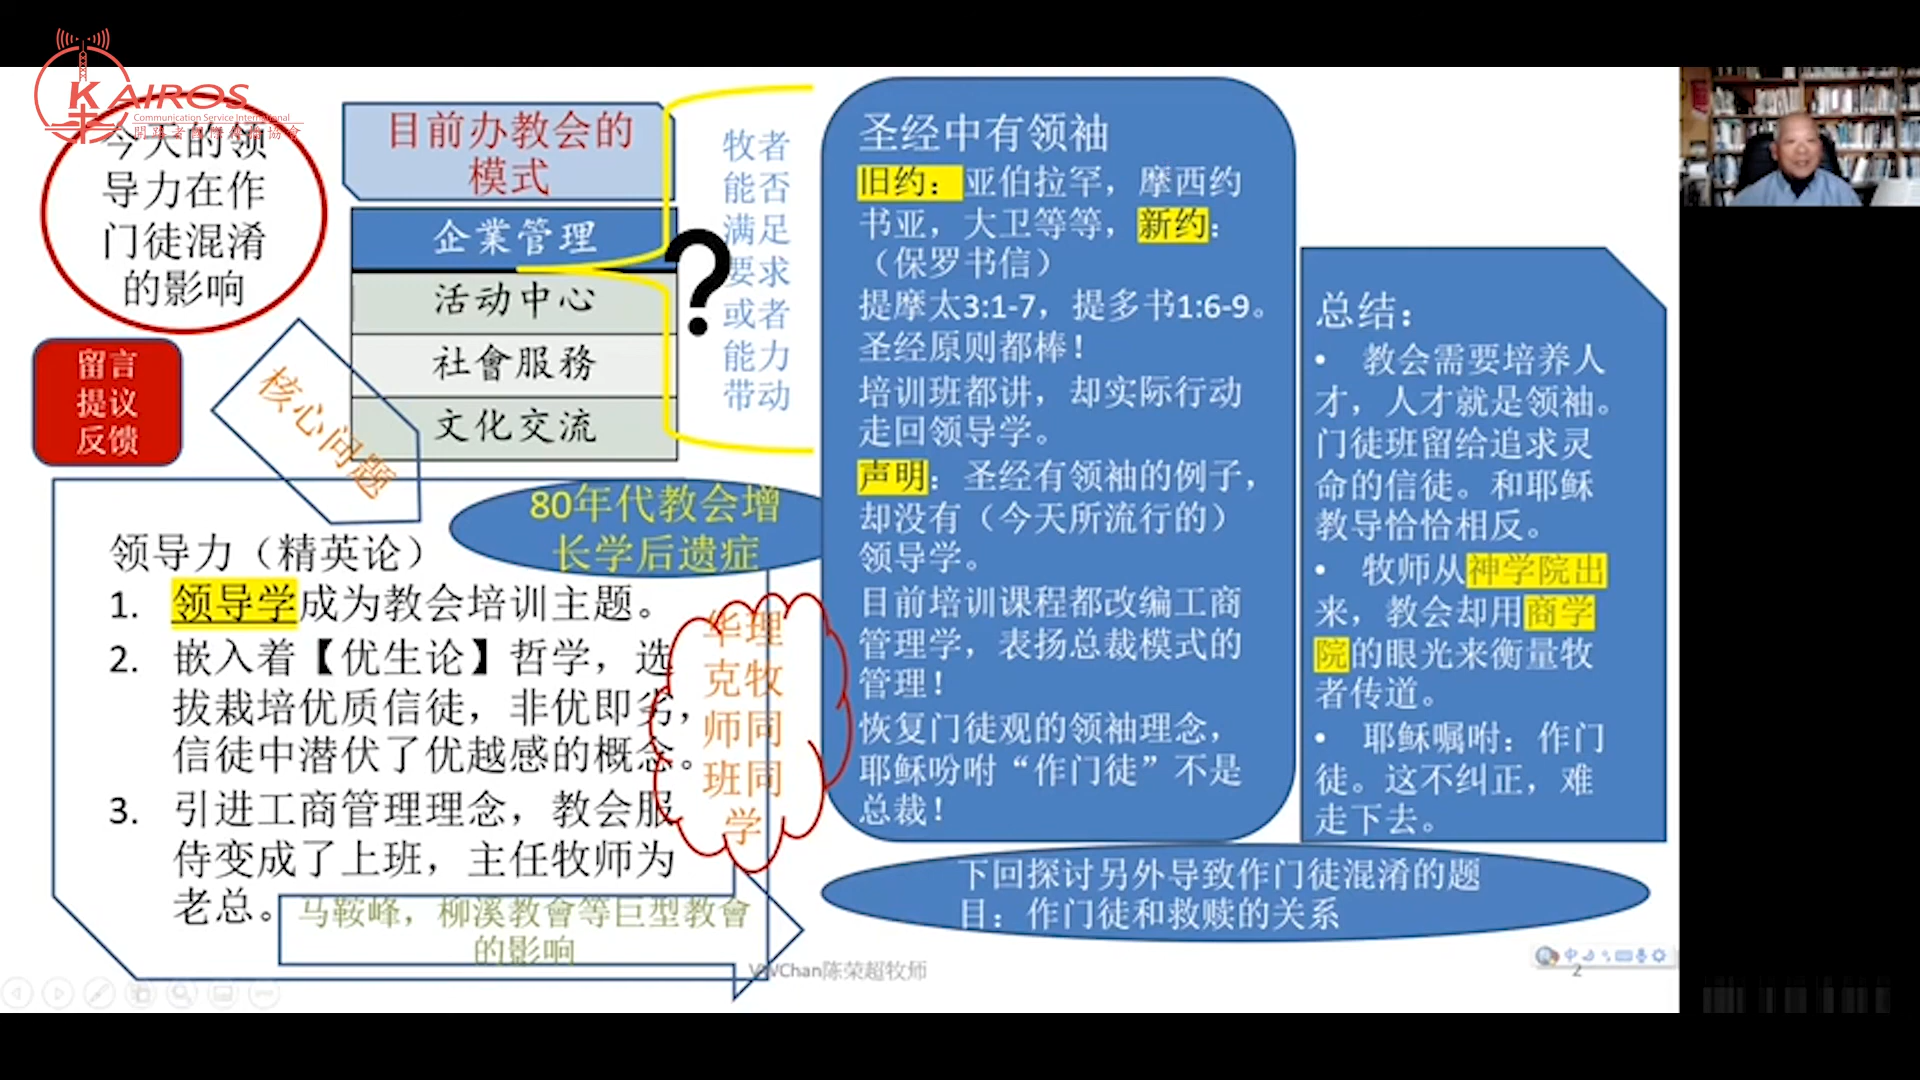 KAIROS
Communication Service International
開路者國際傳播協會
今天的领
导力在作
门徒混淆
的影响
留言
提议
反馈
核心问题
目前办教会的
模式
企業管理
活动中心
社會服務
文化交流
?
牧者
能否
满足
要求
或者
能力
带动
80年代教会增
长学后遗症
领导力（精英论）
1. 领导学成为教会培训主题。
2. 嵌入着【优生论】哲学，选
拔栽培优质信徒，非优即劣，
信徒中潜伏了优越感的概念。
3. 引进工商管理理念，教会服
侍变成了上班，主任牧师为
老总。
华理
克牧
师同
班同
学
马鞍峰，柳溪教會等巨型教會
的影响
圣经中有领袖
旧约：亚伯拉罕，摩西约
书亚，大卫等等，新约：
（保罗书信）
提摩太3:1-7，提多书1:6-9。
圣经原则都棒！
培训班都讲，却实际行动
走回领导学。
声明：圣经有领袖的例子，
却没有（今天所流行的）
领导学。
目前培训课程都改编工商
管理学，表扬总裁模式的
管理！
恢复门徒观的领袖理念，
耶稣吩咐“作门徒”不是
总裁！
总结：
• 教会需要培养人
才，人才就是领袖。
门徒班留给追求灵
命的信徒。和耶稣
教导恰恰相反。
• 牧师从神学院出
来，教会却用商学
院的眼光来衡量牧
者传道。
• 耶稣嘱咐：作门
徒。这不纠正，难
走下去。
下回探讨另外导致作门徒混淆的题
目：作门徒和救赎的关系
VWChan陈荣超牧师
2
中